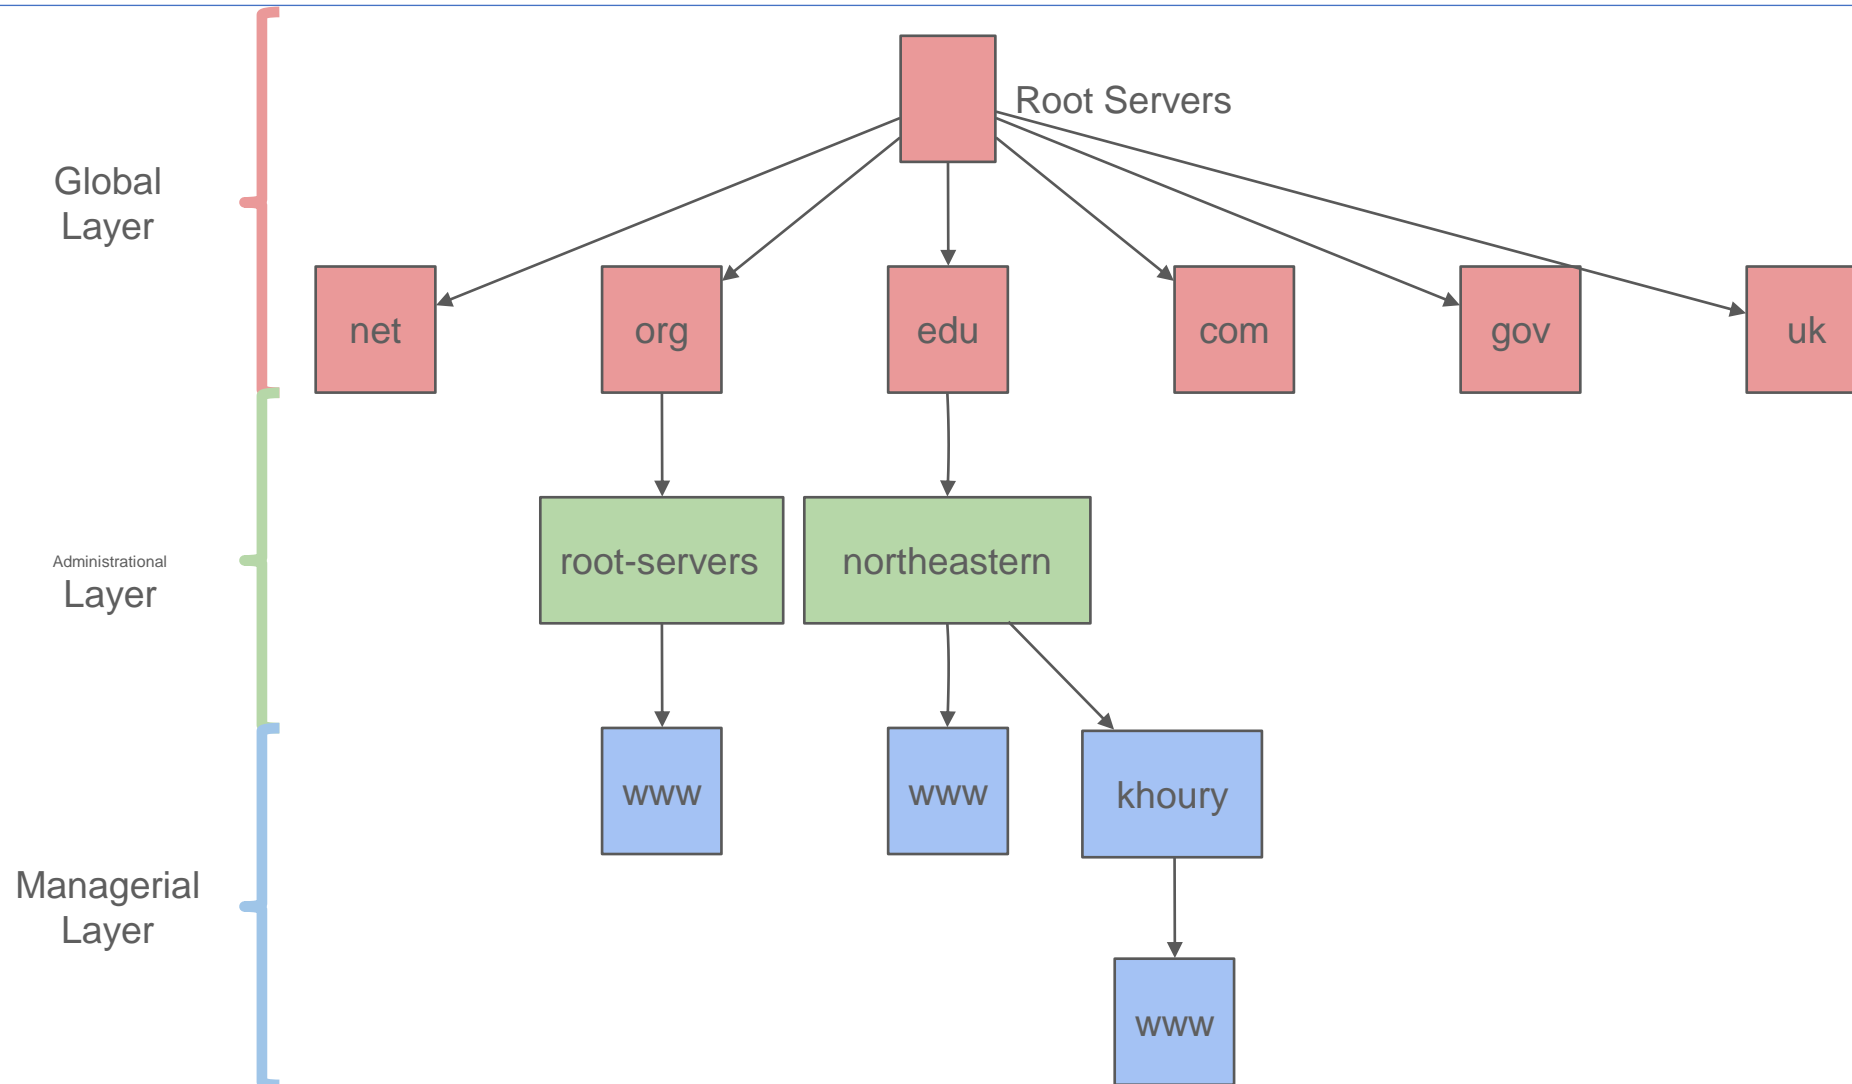 Root Servers
Global
Layer
net
org
edu
com
gov
uk
Administrational
Layer
root-servers
northeastern
www
www
khoury
Managerial
Layer
www